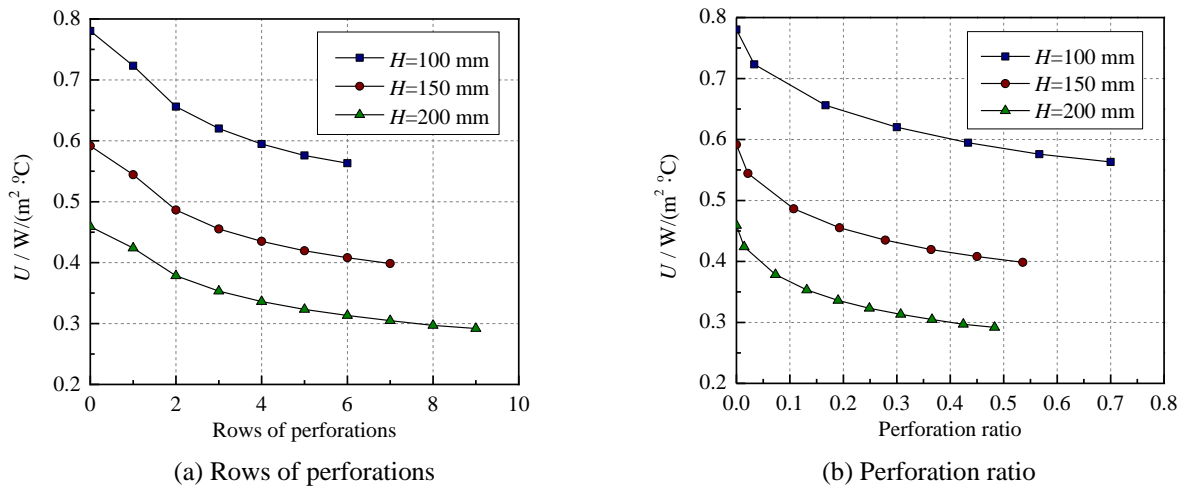 0.8
0.7
0.6
0.5
0.4
0.3
0.2
U / W/(m² ·°C)
H=100 mm
H=150 mm
H=200 mm
0 2 4 6 8 10
Rows of perforations
(a) Rows of perforations
0.8
0.7
0.6
0.5
0.4
0.3
0.2
U / W/(m² ·°C)
H=100 mm
H=150 mm
H=200 mm
0.0 0.1 0.2 0.3 0.4 0.5 0.6 0.7 0.8
Perforation ratio
(b) Perforation ratio